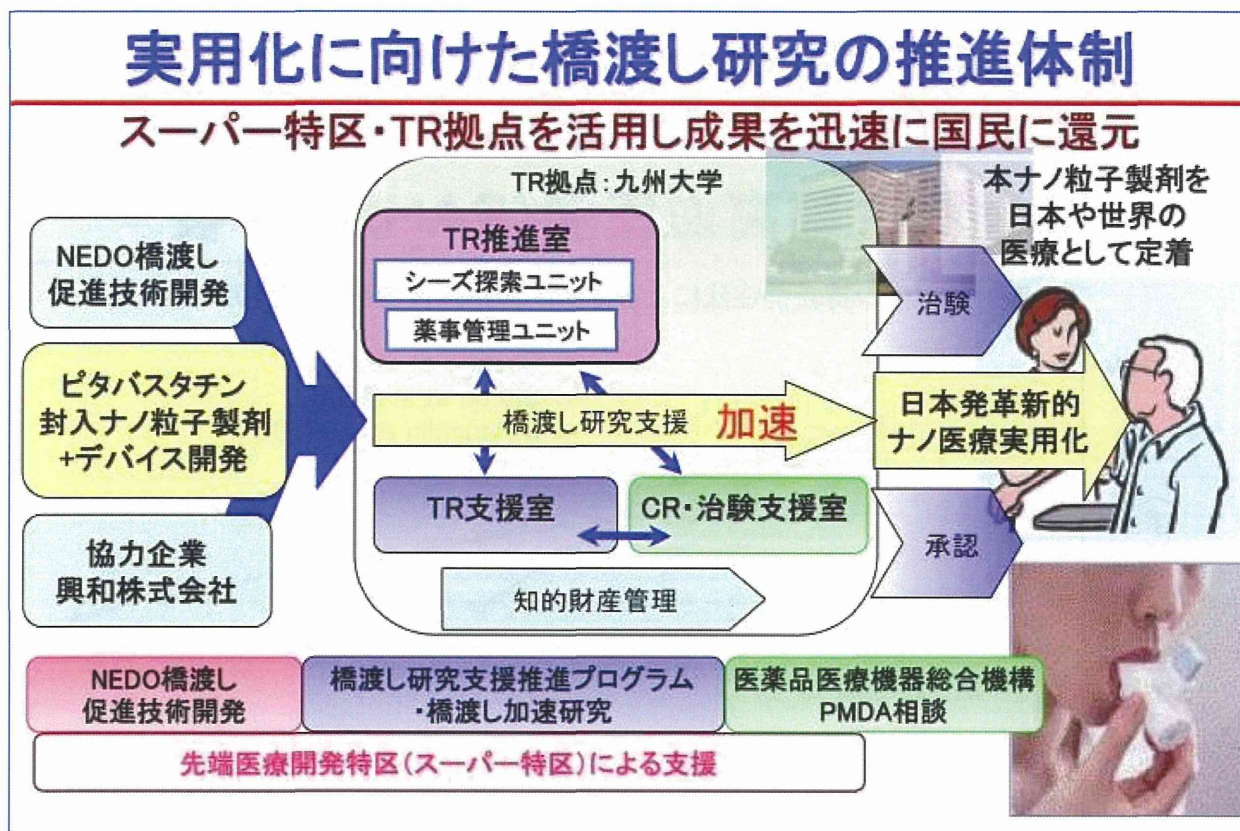 実用化に向けた橋渡し研究の推進体制
スーパー特区・TR拠点を活用し成果を迅速に国民に還元
NEDO橋渡し
促進技術開発
ピタバスタチン
封入ナノ粒子製剤
+デバイス開発
協力企業
興和株式会社
TR拠点:九州大学
TR推進室
シーズ探索ユニット
薬事管理ユニット
橋渡し研究支援 加速
TR支援室
CR・治験支援室
知的財産管理
本ナノ粒子製剤を
日本や世界の
医療として定着
治験
日本発革新的
ナノ医療実用化
承認
NEDO橋渡し
促進技術開発
橋渡し研究支援推進プログラム
・橋渡し加速研究
医薬品医療機器総合機構
PMDA相談
先端医療開発特区(スーパー特区)による支援